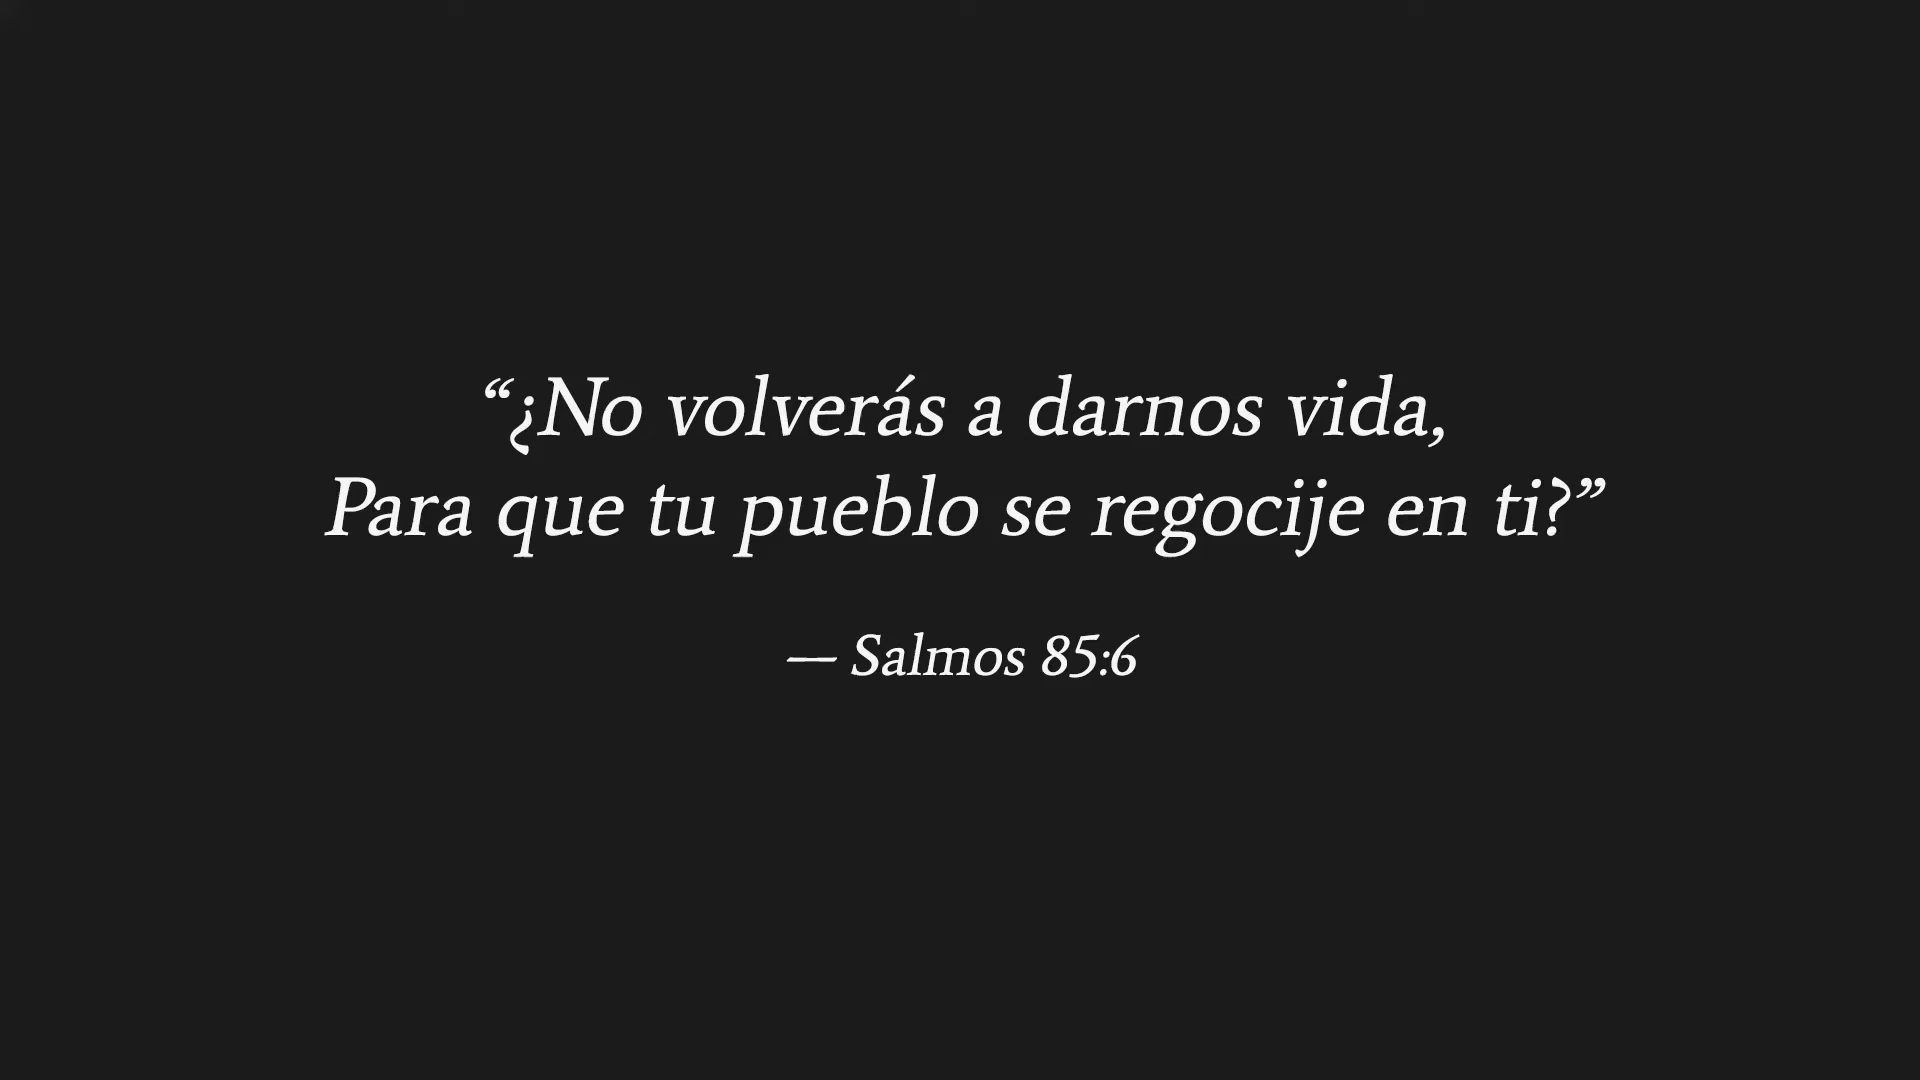 “¿No volverás a darnos vida,
Para que tu pueblo se regocije en ti?”
— Salmos 85:6